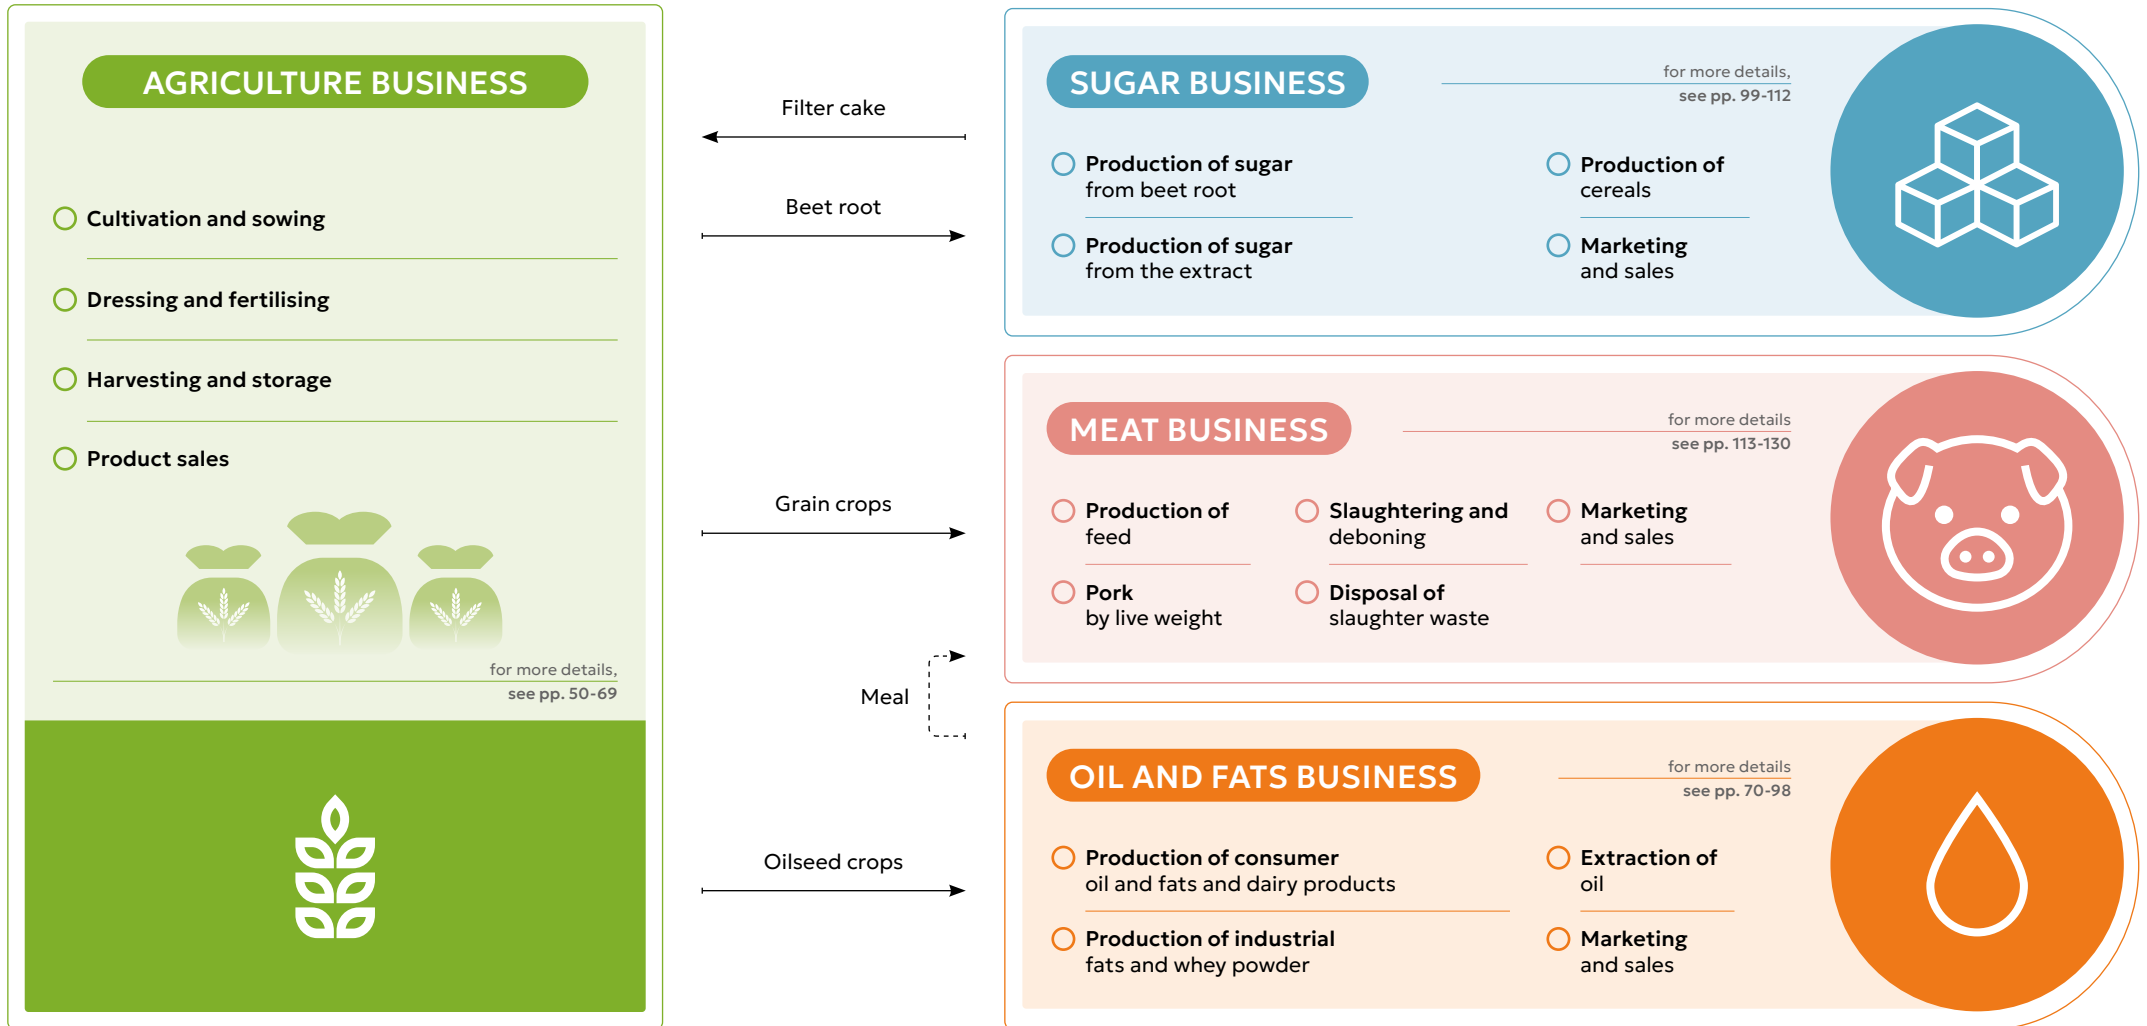 AGRICULTURE BUSINESS
Cultivation and sowing
Dressing and fertilising
Harvesting and storage
Product sales
for more details,
see pp. 50-69
Filter cake
Beet root
Grain crops
Meal
Oilseed crops
SUGAR BUSINESS
for more details,
see pp. 99-112
Production of sugar
from beet root
Production of sugar
from the extract
Production of
cereals
Marketing
and sales
MEAT BUSINESS
for more details
see pp. 113-130
Production of
feed
Pork
by live weight
Slaughtering and
deboning
Disposal of
slaughter waste
Marketing
and sales
OIL AND FATS BUSINESS
for more details
see pp. 70-98
Production of consumer
oil and fats and dairy products
Production of industrial
fats and whey powder
Extraction of
oil
Marketing
and sales